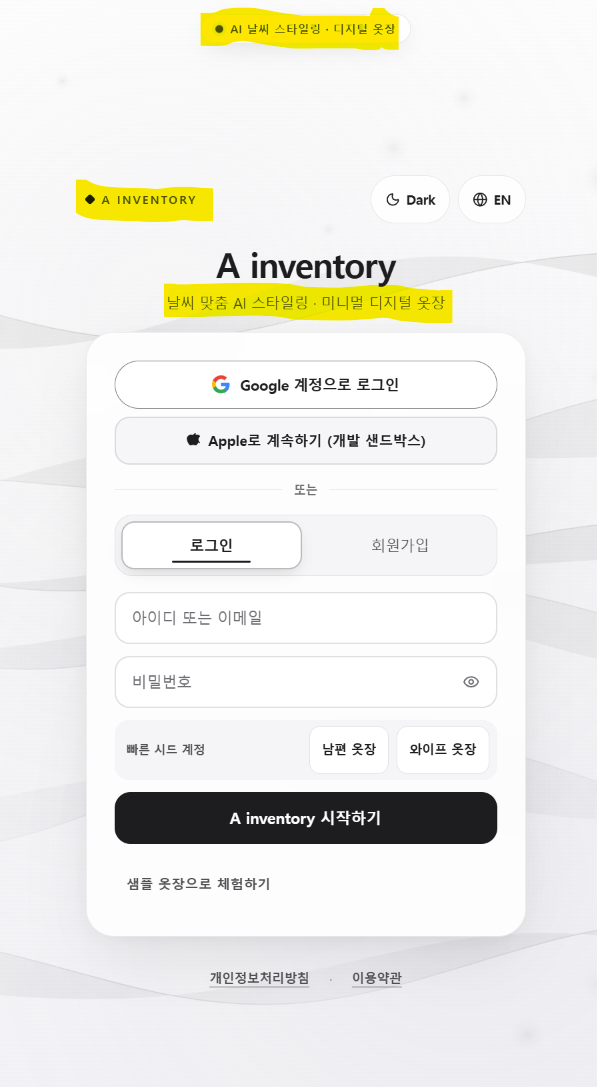 AI 날씨 스타일링 · 디지털 옷장
A INVENTORY
Dark
EN
A inventory
날씨 맞춤 AI 스타일링 · 미니멀 디지털 옷장
Google 계정으로 로그인
Apple로 계속하기 (개발 샌드박스)
또는
로그인
회원가입
아이디 또는 이메일
비밀번호
빠른 시드 계정
남편 옷장
와이프 옷장
A inventory 시작하기
샘플 옷장으로 체험하기
개인정보처리방침 · 이용약관